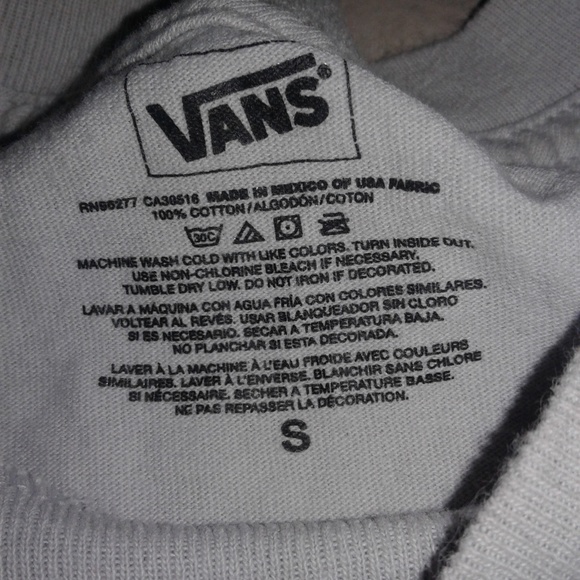 VANS®
RN96277 CA38516 MADE IN MEXICO OF USA FABRIC
100% COTTON/ALGODÓN/COTON
30C
MACHINE WASH COLD WITH LIKE COLORS. TURN INSIDE OUT.
USE NON-CHLORINE BLEACH IF NECESSARY.
TUMBLE DRY LOW. DO NOT IRON IF DECORATED.
LAVAR A MÁQUINA CON AGUA FRÍA CON COLORES SIMILARES.
VOLTEAR AL REVÉS. USAR BLANQUEADOR SIN CLORO
SI ES NECESARIO. SECAR A TEMPERATURA BAJA.
NO PLANCHAR SI ESTA DECORADA.
LAVER À LA MACHINE À L'EAU FROIDE AVEC COULEURS
SIMILAIRES. LAVER À L'ENVERSE. BLANCHIR SANS CHLORE
SI NÉCESSAIRE. SECHER A TEMPÉRATURE BASSE.
NE PAS REPASSER LA DÉCORATION.
S